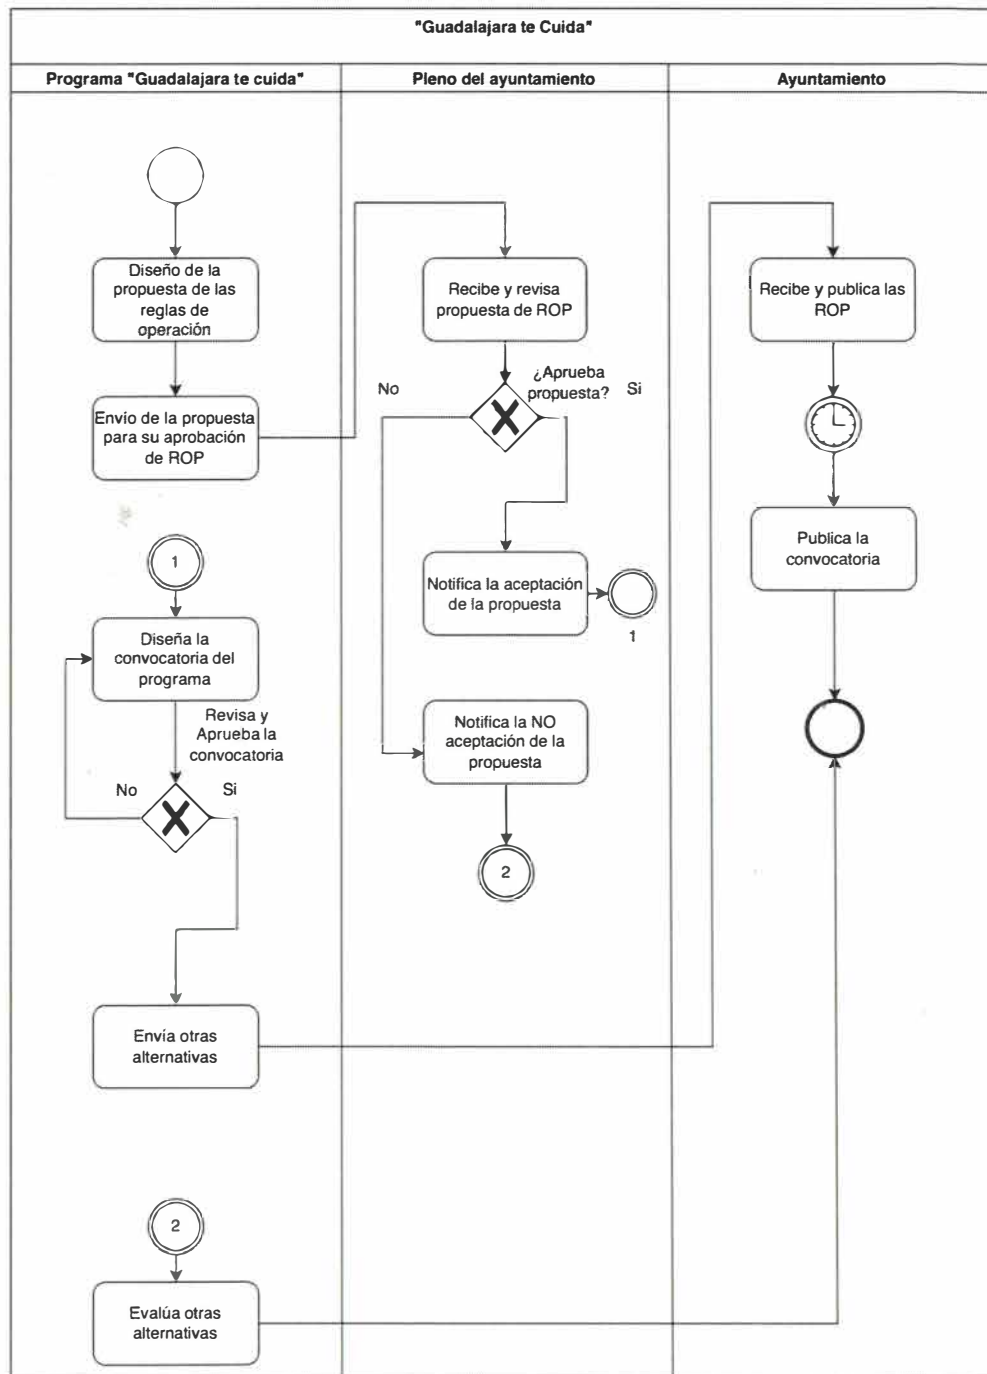 "Guadalajara te Cuida"
Programa "Guadalajara te cuida"
Pleno del ayuntamiento
Ayuntamiento
Diseño de la
propuesta de las
reglas de
operación
Envío de la propuesta
para su aprobación
de ROP
1
Diseña la
convocatoria del
programa
Revisa y
Aprueba la
convocatoria
No
Si
Envía otras
alternativas
2
Evalúa otras
alternativas
Recibe y revisa
propuesta de ROP
¿Aprueba
propuesta?
No
Si
Notifica la aceptación
de la propuesta
1
Notifica la NO
aceptación de la
propuesta
2
Recibe y publica las
ROP
Publica la
convocatoria